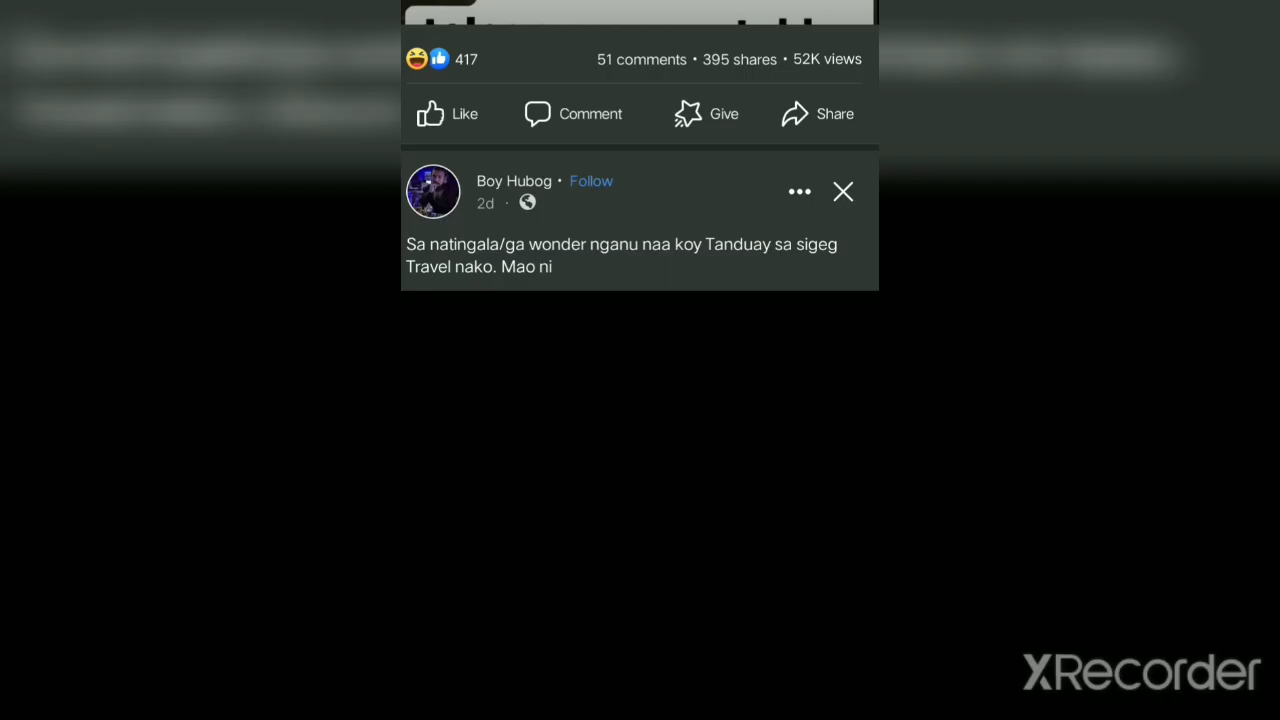 417
51 comments • 395 shares • 52K views
Like Comment Give Share
Boy Hubog • Follow
2d ·
Sa natingala/ga wonder nganu naa koy Tanduay sa sigeg
Travel nako. Mao ni
XRecorder